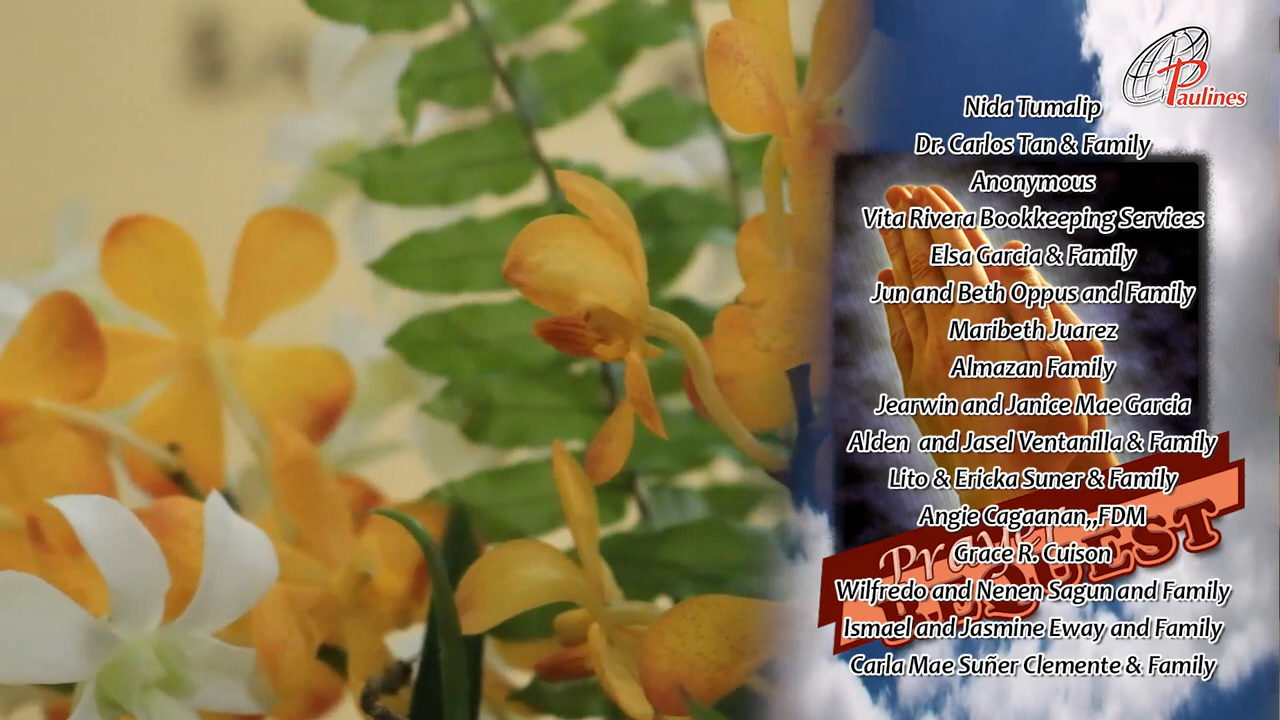 Paulines
Nida Tumalip
Dr. Carlos Tan & Family
Anonymous
Vita Rivera Bookkeeping Services
Elsa Garcia & Family
Jun and Beth Oppus and Family
Maribeth Juarez
Almazan Family
Jearwin and Janice Mae Garcia
Alden and Jasel Ventanilla & Family
Lito & Ericka Suner & Family
Angie Cagaanan,,FDM
Prayer
Grace R. Cuison
REQUEST
Wilfredo and Nenen Sagun and Family
Ismael and Jasmine Eway and Family
Carla Mae Suñer Clemente & Family